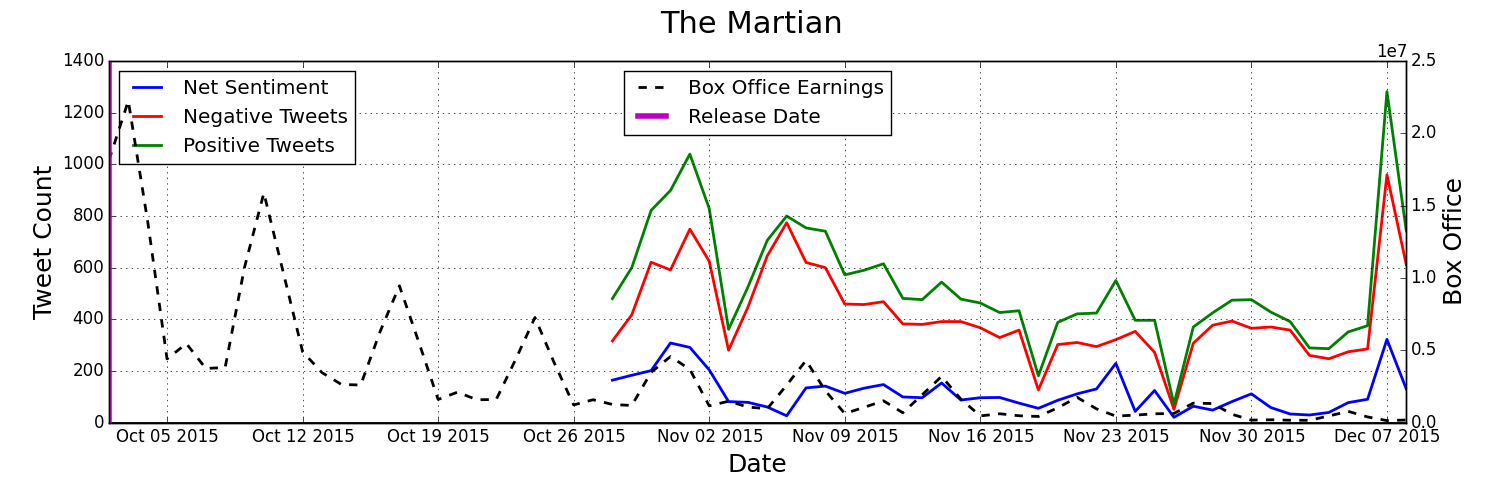 The Martian
1e7
1400
1200
1000
800
600
400
200
0
Tweet Count
Net Sentiment
Negative Tweets
Positive Tweets
Box Office Earnings
Release Date
2.5
2.0
1.5
1.0
0.5
0.0
Box Office
Oct 05 2015 Oct 12 2015 Oct 19 2015 Oct 26 2015 Nov 02 2015 Nov 09 2015 Nov 16 2015 Nov 23 2015 Nov 30 2015 Dec 07 2015
Date